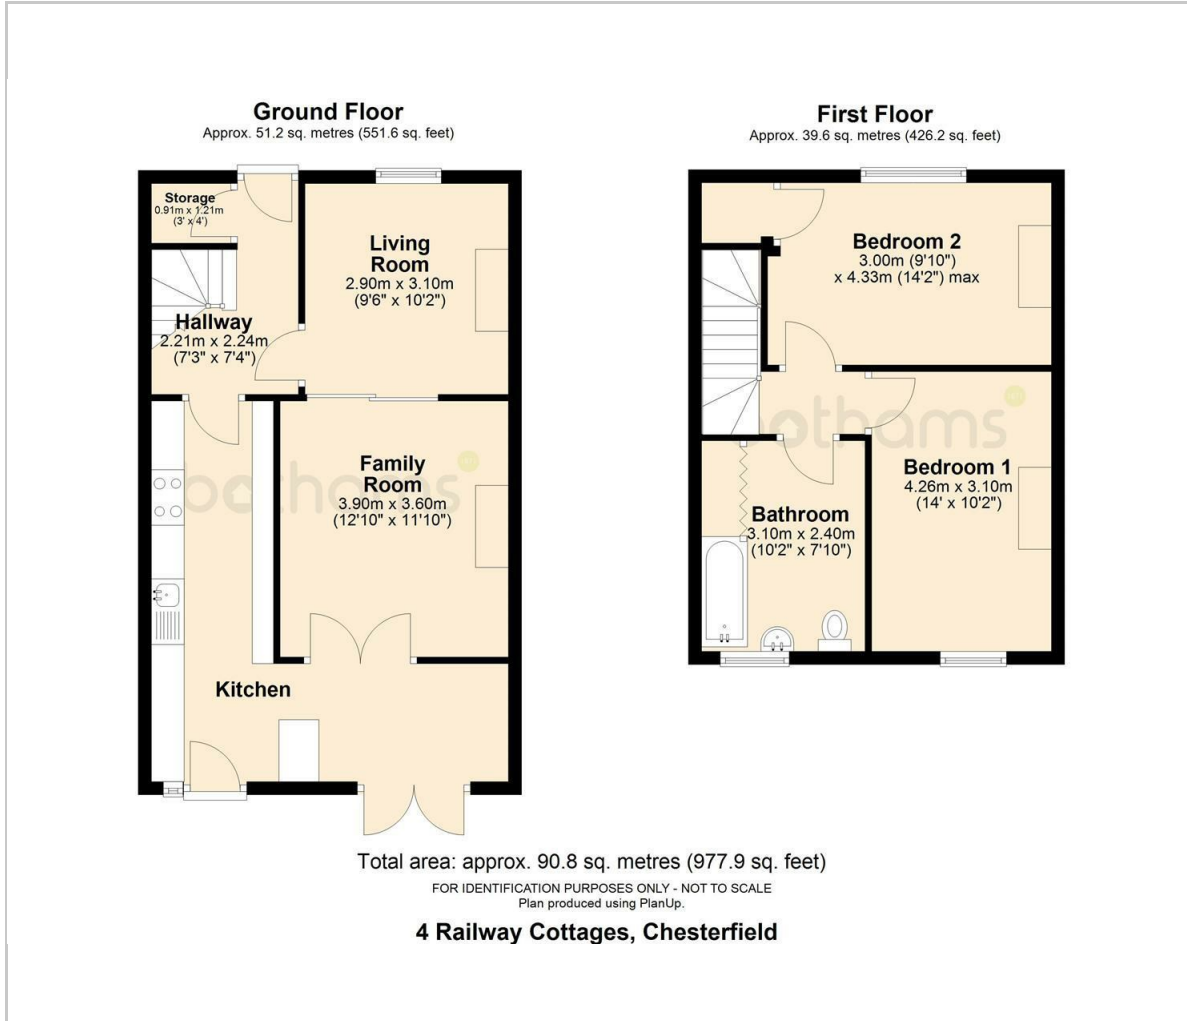 Ground Floor
Approx. 51.2 sq. metres (551.6 sq. feet)
Storage
0.91m x 1.21m
(3' x 4')
Living
Room
2.90m x 3.10m
(9'6" x 10'2")
Hallway
2.21m x 2.24m
(7'3" x 7'4")
Family
Room
3.90m x 3.60m
(12'10" x 11'10")
bothams
Kitchen
First Floor
Approx. 39.6 sq. metres (426.2 sq. feet)
Bedroom 2
3.00m (9'10")
x 4.33m (14'2") max
bothams
Bedroom 1
4.26m x 3.10m
(14' x 10'2")
Bathroom
3.10m x 2.40m
(10'2" x 7'10")
Total area: approx. 90.8 sq. metres (977.9 sq. feet)
FOR IDENTIFICATION PURPOSES ONLY - NOT TO SCALE
Plan produced using PlanUp.
4 Railway Cottages, Chesterfield